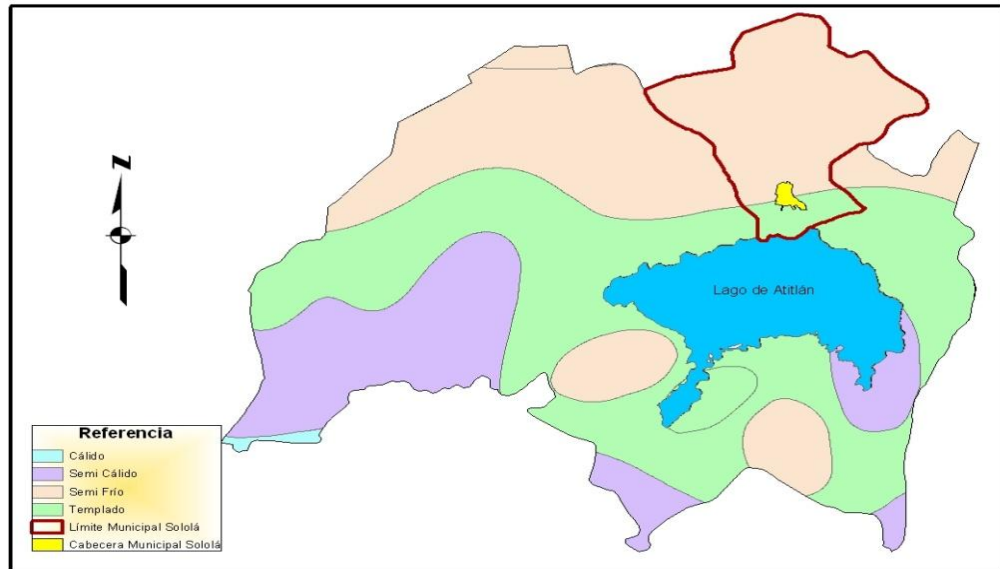 N
Lago de Atitlán
Referencia
Cálido
Semi Cálido
Semi Frío
Templado
Límite Municipal Sololá
Cabecera Municipal Sololá